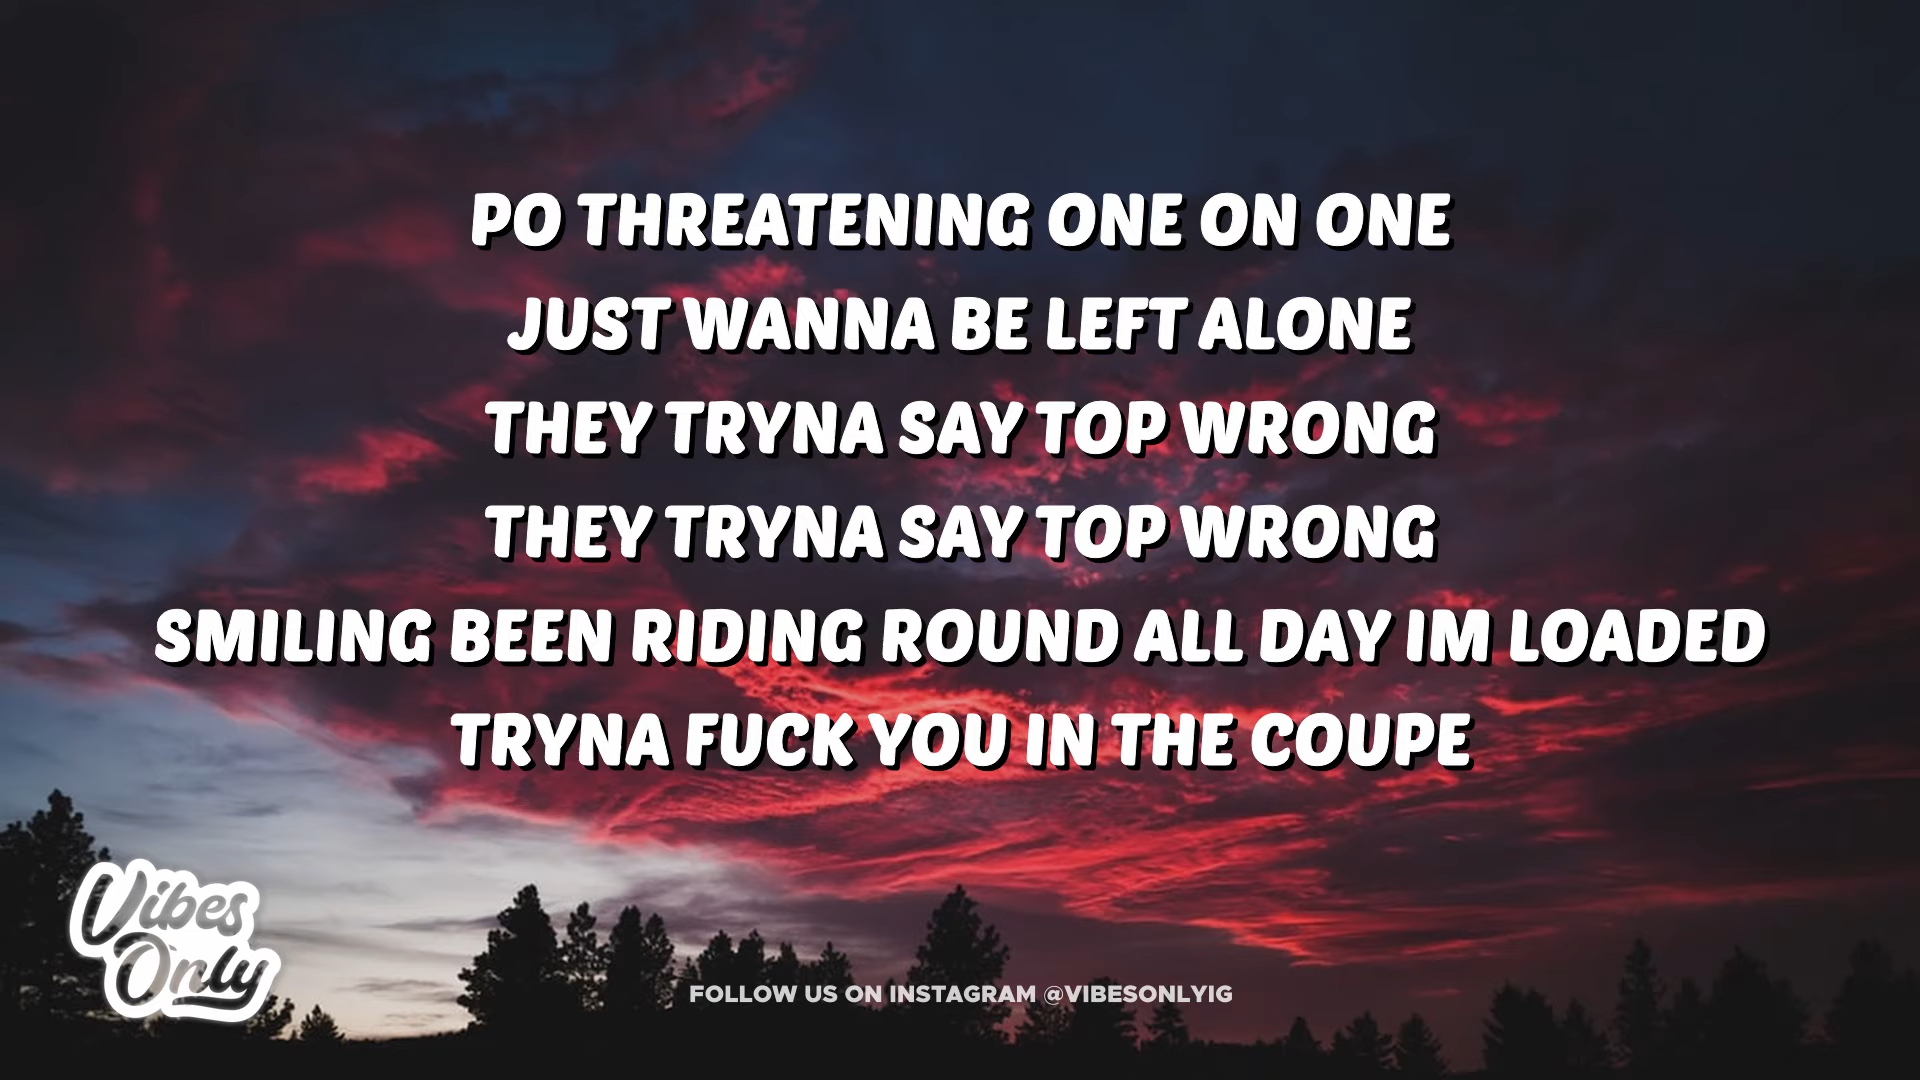 PO THREATENING ONE ON ONE
JUST WANNA BE LEFT ALONE
THEY TRYNA SAY TOP WRONG
THEY TRYNA SAY TOP WRONG
SMILING BEEN RIDING ROUND ALL DAY IM LOADED
TRYNA FUCK YOU IN THE COUPE
Vibes
Only
FOLLOW US ON INSTAGRAM @VIBESONLYIG